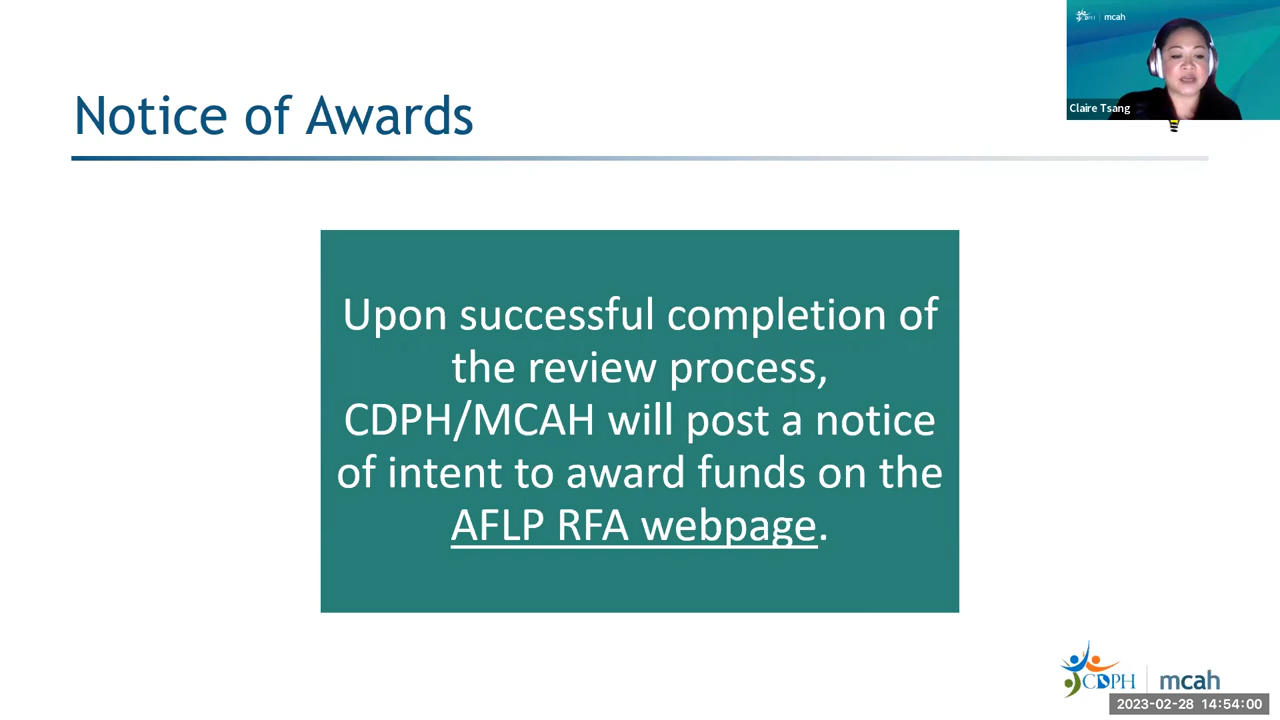 CDPH mcah
Claire Tsang
Notice of Awards
Upon successful completion of
the review process,
CDPH/MCAH will post a notice
of intent to award funds on the
AFLP RFA webpage.
CDPH mcah
2023-02-28 14:54:00